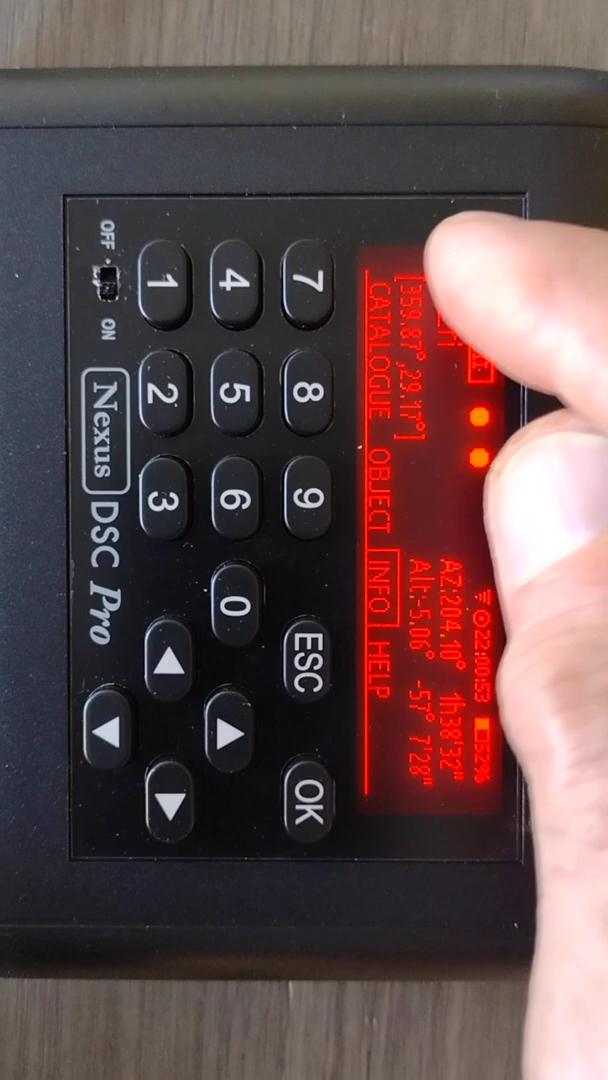 22:00:53 52%
AZ:204.10° 1h38'32"
[359.87°,29.17°] Alt:-5.06° -57° 7'28"
CATALOGUE OBJECT INFO HELP
7 8 9 ESC OK
4 5 6 0
1 2 3
OFF ON
Nexus DSC Pro